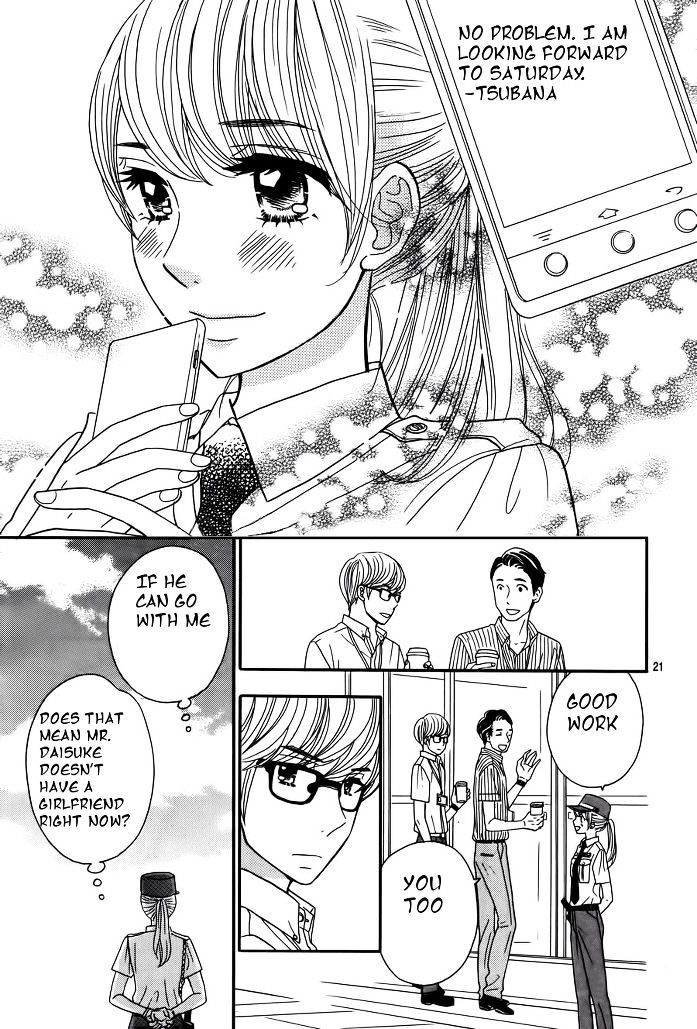 NO PROBLEM. I AM
LOOKING FORWARD
TO SATURDAY.
-TSUBANA
IF HE
CAN GO
WITH ME
DOES THAT
MEAN MR.
DAISUKE
DOESN'T
HAVE A
GIRLFRIEND
RIGHT NOW?
21
GOOD
WORK
YOU
TOO